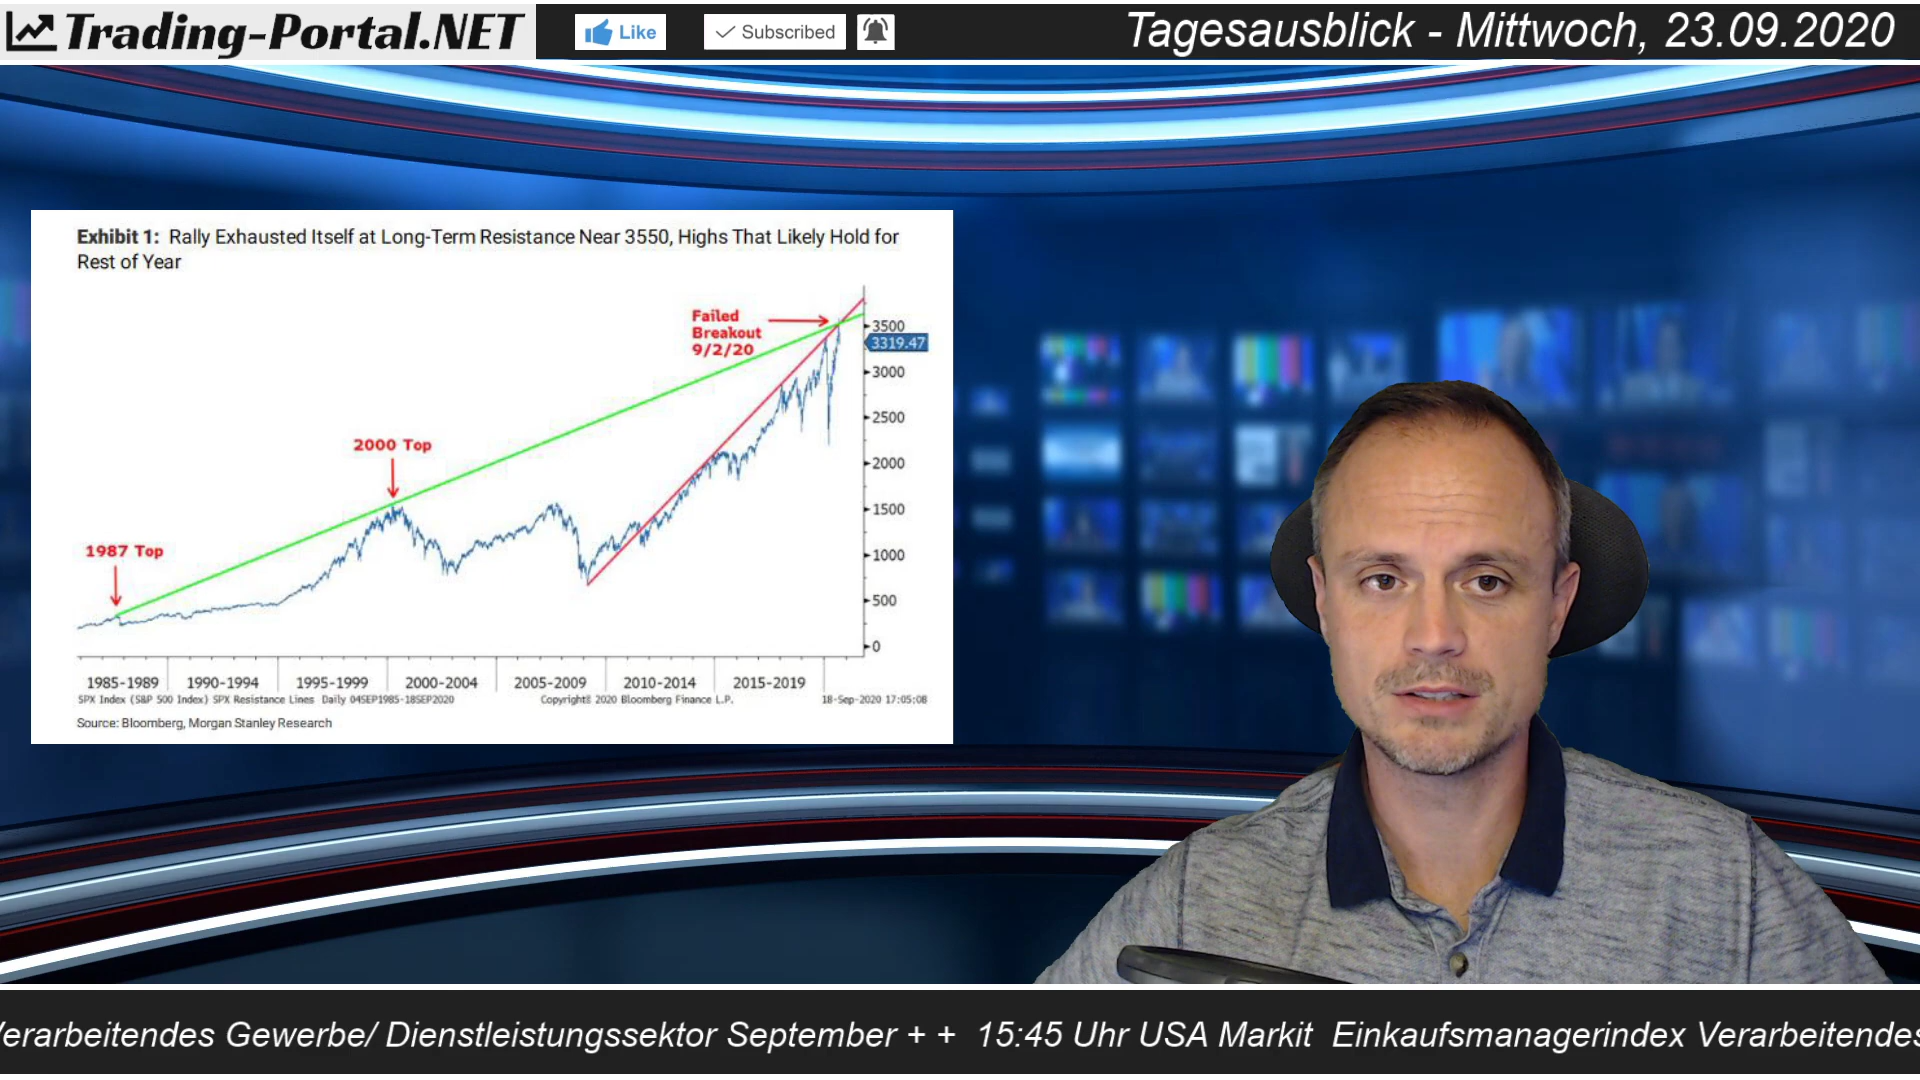 Trading-Portal.NET
Like
Subscribed
Tagesausblick - Mittwoch, 23.09.2020
Exhibit 1: Rally Exhausted Itself at Long-Term Resistance Near 3550, Highs That Likely Hold for
Rest of Year
Failed
Breakout
9/2/20
2000 Top
1987 Top
3500
3319.47
3000
2500
2000
1500
1000
500
0
1985-1989 1990-1994 1995-1999 2000-2004 2005-2009 2010-2014 2015-2019
SPX Index (S&P 500 Index) SPX Resistance Lines Daily 04SEP1985-18SEP2020 Copyright© 2020 Bloomberg Finance L.P. 18-Sep-2020 17:05:08
Source: Bloomberg, Morgan Stanley Research
erarbeitendes Gewerbe/ Dienstleistungssektor September + + 15:45 Uhr USA Markit Einkaufsmanagerindex Verarbeitendes